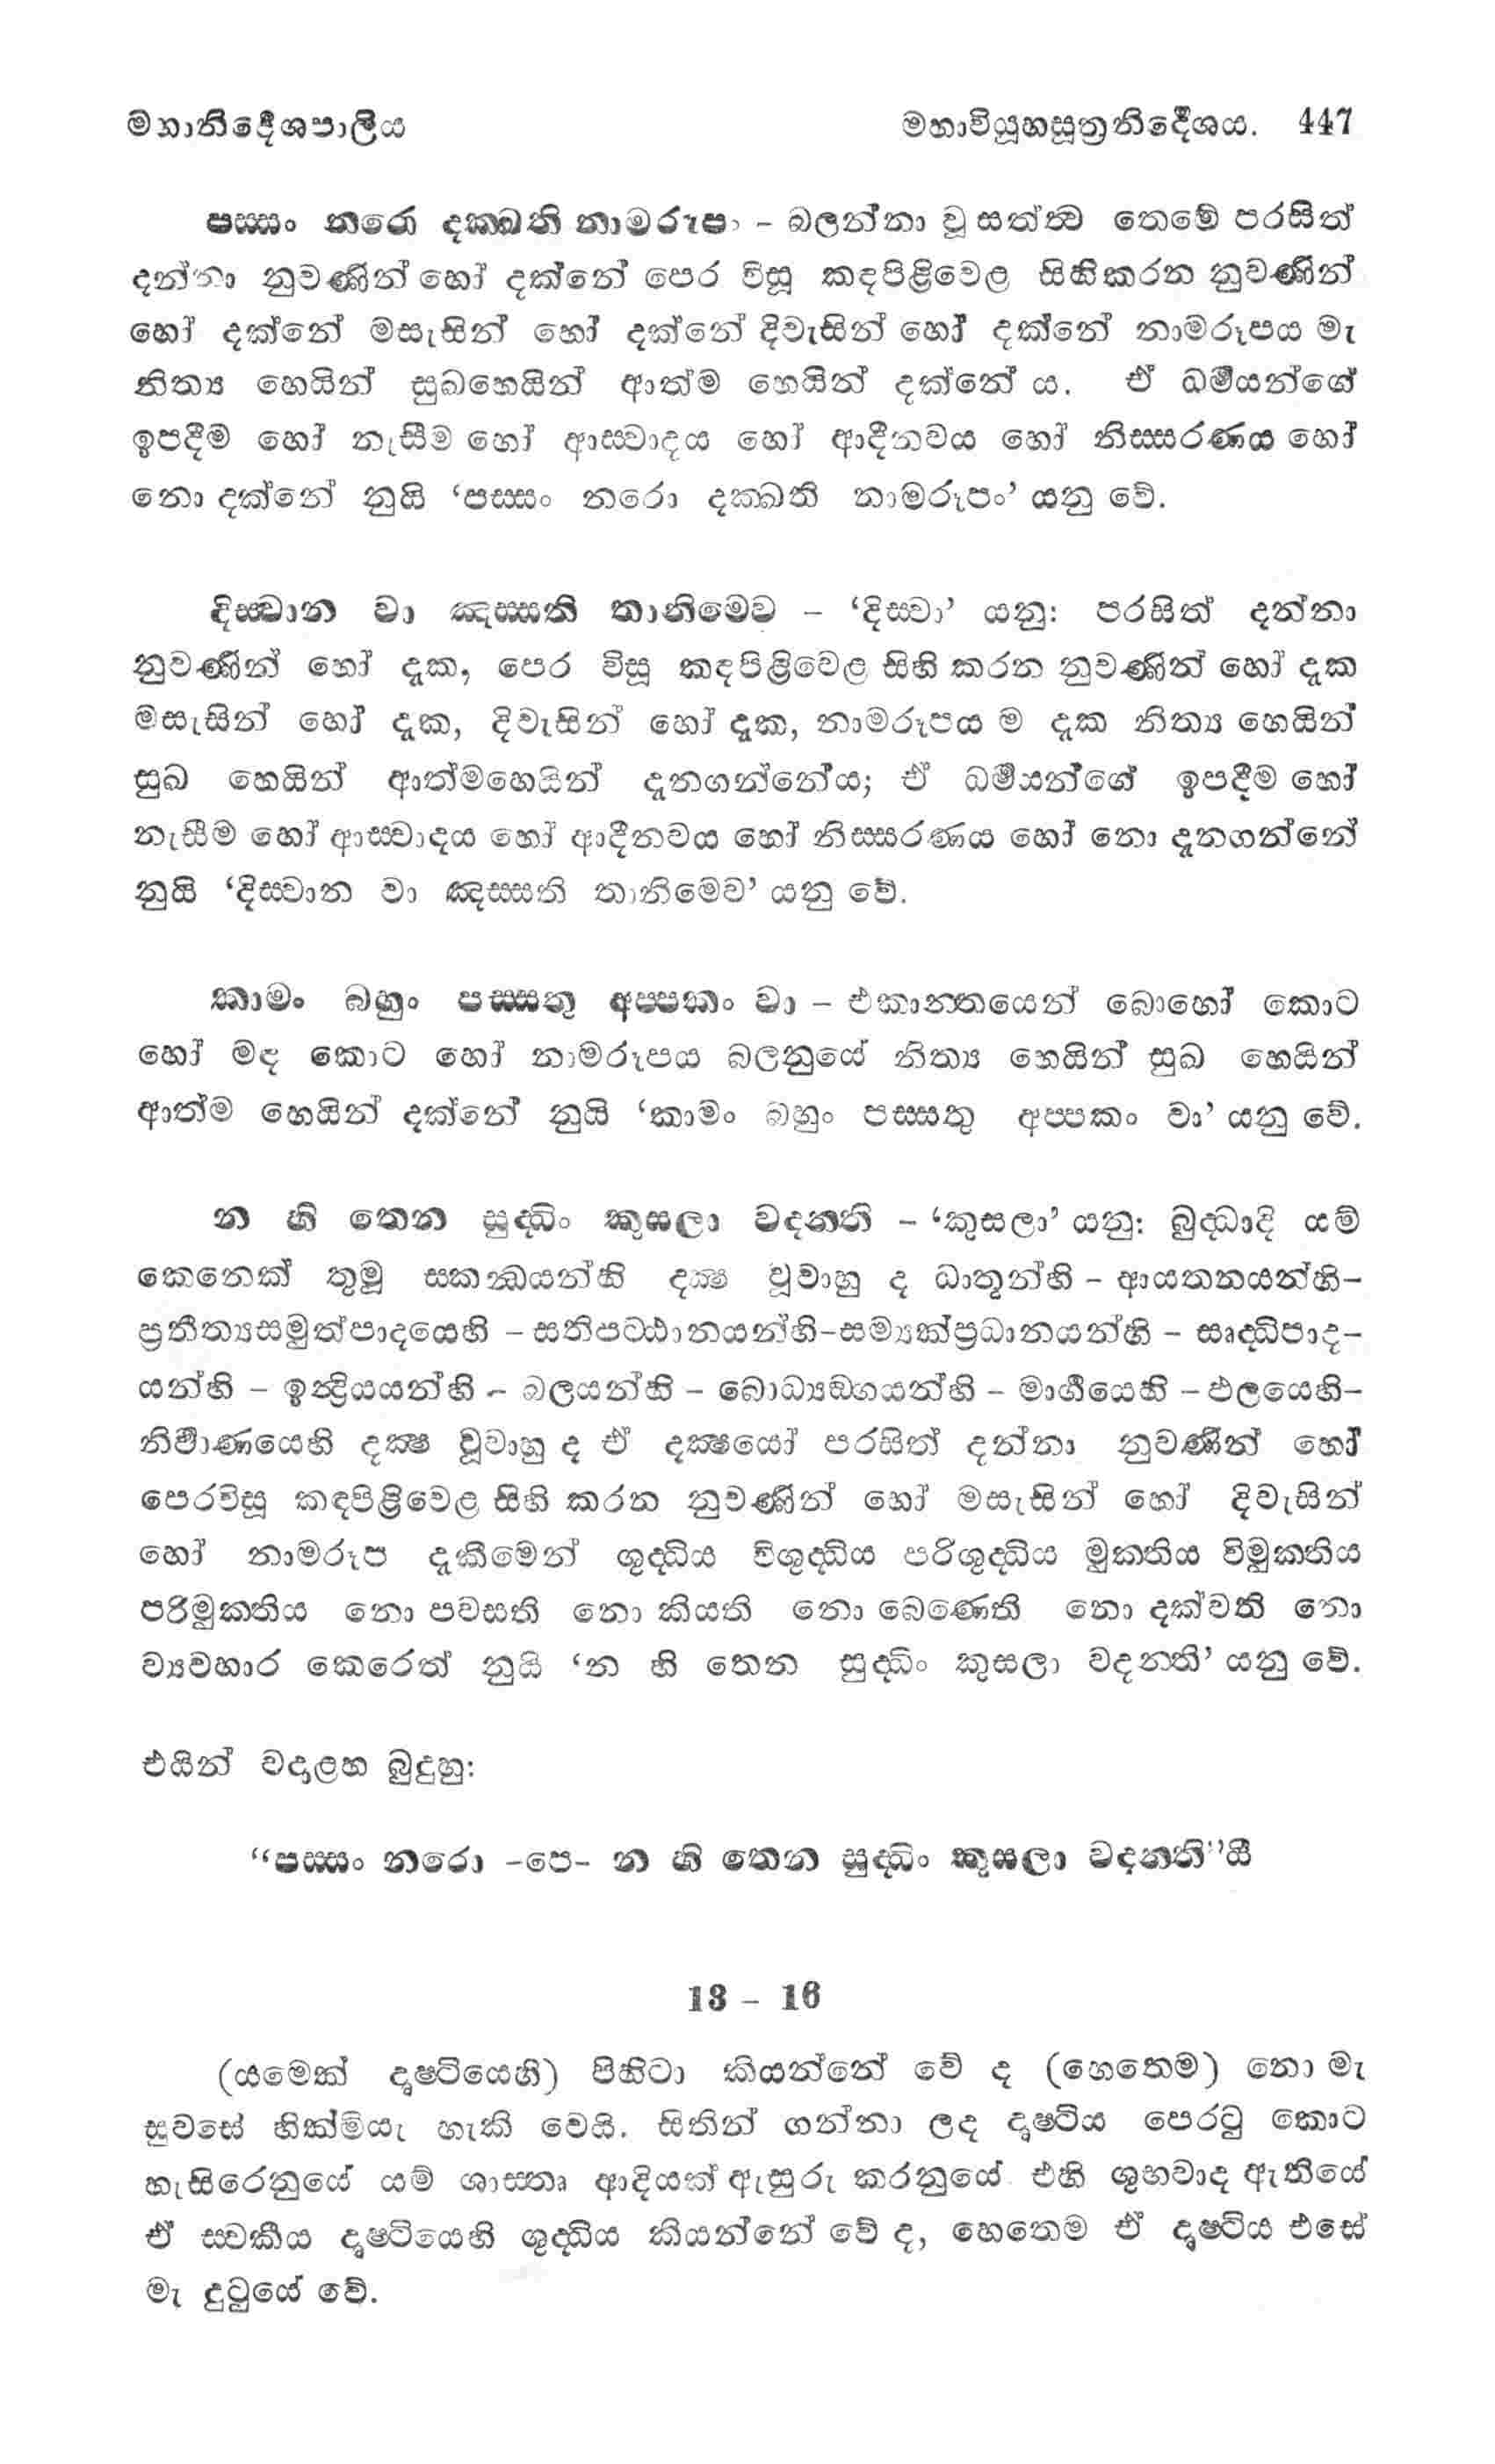 මහානිද්දේශපාලිය	මහාවියූහසූත්‍රනිර්දේශය. 447
පස්සං නරො දක්ඛති නාමරූපං - බලන්නා වූ සත්ත්ව තෙමේ පරසිත්
දන්නා නුවණින් හෝ දක්නේ පෙර විසූ කඳපිළිවෙළ සිහිකරන නුවණින්
හෝ දක්නේ මසැසින් හෝ දක්නේ දිවැසින් හෝ දක්නේ නාමරූපය මැ
නිත්‍ය හෙයින් සුඛහෙයින් ආත්ම හෙයින් දක්නේ ය. ඒ ධර්මයන්ගේ
ඉපදීම හෝ නැසීම හෝ ආස්වාදය හෝ ආදීනවය හෝ නිස්සරණය හෝ
නො දක්නේ නුයි ‘පස්සං නරො දක්ඛති නාමරූපං’ යනු වේ.
දිස්වාන වා ඤස්සති තානිමෙව - ‘දිස්වා’ යනු: පරසිත් දන්නා
නුවණින් හෝ දැක, පෙර විසූ කඳපිළිවෙළ සිහි කරන නුවණින් හෝ දැක
මසැසින් හෝ දැක, දිවැසින් හෝ දැක, නාමරූපය ම දැක නිත්‍ය හෙයින්
සුඛ හෙයින් ආත්මහෙයින් දැනගන්නේය; ඒ ධර්මයන්ගේ ඉපදීම හෝ
නැසීම හෝ ආස්වාදය හෝ ආදීනවය හෝ නිස්සරණය හෝ නො දැනගන්නේ
නුයි ‘දිස්වාන වා ඤස්සති තානිමෙව’ යනු වේ.
කාමං බහුං පස්සතු අප්පකං වා - එකාන්තයෙන් බොහෝ කොට
හෝ මඳ කොට හෝ නාමරූපය බලනුයේ නිත්‍ය හෙයින් සුඛ හෙයින්
ආත්ම හෙයින් දක්නේ නුයි ‘කාමං බහුං පස්සතු අප්පකං වා’ යනු වේ.
න හි තෙන සුද්ධිං කුසලා වදන්ති - ‘කුසලා’ යනු: බුද්ධාදි යම්
කෙනෙක් තුමූ ස්කන්ධයන්හි දක්‍ෂ වූවාහු ද ධාතූන්හි - ආයතනයන්හි-
ප්‍රතීත්‍යසමුත්පාදයෙහි - සතිපට්ඨානයන්හි-සම්‍යක්ප්‍රධානයන්හි - සෘද්ධිපාද-
යන්හි - ඉන්ද්‍රියයන්හි - බලයන්හි - බොධ්‍යඞ්ගයන්හි - මාර්ගයෙහි - ඵලයෙහි-
නිර්වාණයෙහි දක්‍ෂ වූවාහු ද ඒ දක්‍ෂයෝ පරසිත් දන්නා නුවණින් හෝ
පෙරවිසූ කඳපිළිවෙළ සිහි කරන නුවණින් හෝ මසැසින් හෝ දිවැසින්
හෝ නාමරූප දැකීමෙන් ශුද්ධිය විශුද්ධිය පරිශුද්ධිය මුක්තිය විමුක්තිය
පරිමුක්තිය නො පවසති නො කියති නො බෙණෙති නො දක්වති නො
ව්‍යවහාර කෙරෙත් නුයි ‘න හි තෙන සුද්ධිං කුසලා වදන්ති’ යනු වේ.
එයින් වදාළහ බුදුහු:
“පස්සං නරො -පෙ- න හි තෙන සුද්ධිං කුසලා වදන්ති”යී
13 - 16
(යමෙක් දෘෂ්ටියෙහි) පිහිටා කියන්නේ වේ ද (හෙතෙම) නො මැ
සුවසේ හික්මියැ හැකි වෙයි. සිතින් ගන්නා ලද දෘෂ්ටිය පෙරටු කොට
හැසිරෙනුයේ යම් ශාස්තෘ ආදියක් ඇසුරු කරනුයේ එහි ශුභවාද ඇතියේ
ඒ ස්වකීය දෘෂ්ටියෙහි ශුද්ධිය කියන්නේ වේ ද, හෙතෙම ඒ දෘෂ්ටිය එසේ
මැ දුටුයේ වේ.